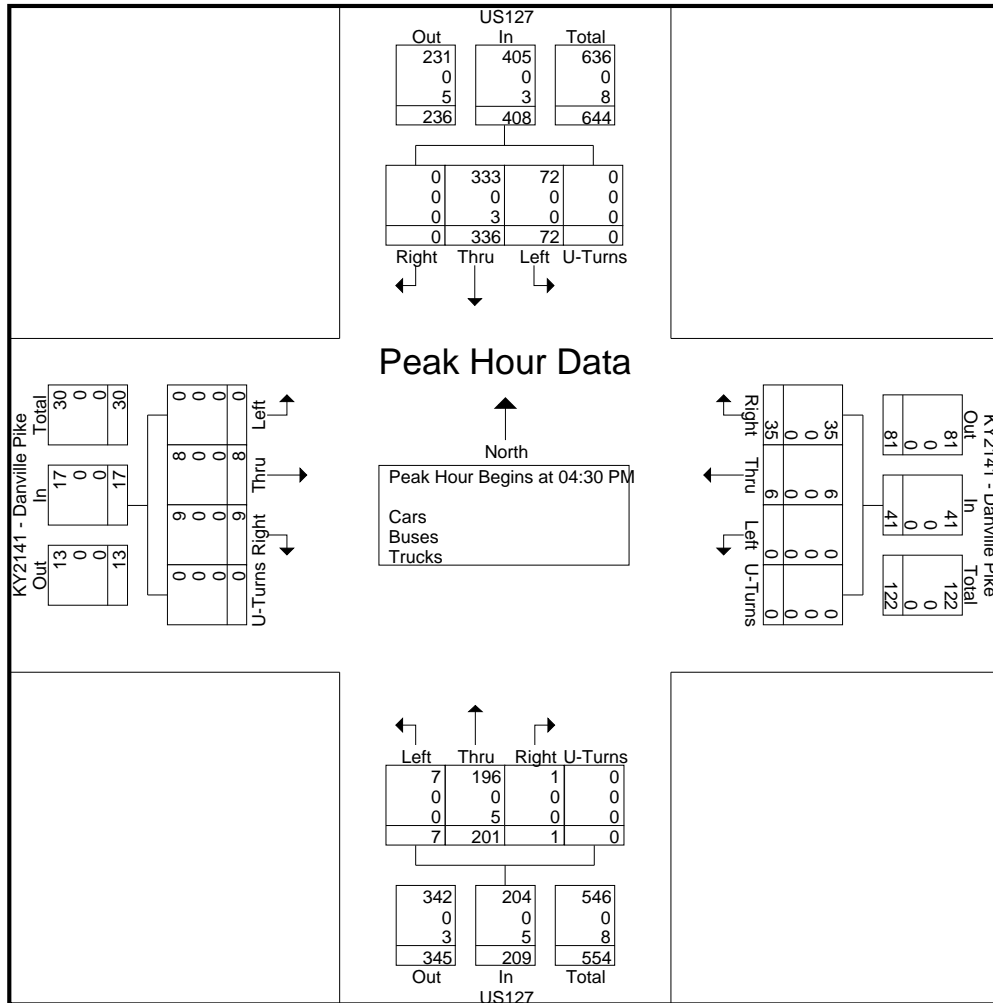 US127
Out In Total
231 405 636
0 0 0
5 3 8
236 408 644
0 333 72 0
0 0 0 0
0 3 0 0
0 336 72 0
Right Thru Left U-Turns
Peak Hour Data
North
Peak Hour Begins at 04:30 PM
Cars
Buses
Trucks
KY2141 - Danville Pike
Out In Total
13 17 30
0 0 0
0 0 0
13 17 30
U-Turns Right Thru Left
0 9 8 0
0 0 0 0
0 0 0 0
0 9 8 0
KY2141 - Danville Pike
Out In Total
81 41 122
0 0 0
0 0 0
81 41 122
35 6 0 0
0 0 0 0
0 0 0 0
35 6 0 0
Right Thru Left U-Turns
Left Thru Right U-Turns
7 196 1 0
0 0 0 0
0 5 0 0
7 201 1 0
342 204 546
0 0 0
3 5 8
345 209 554
Out In Total
US127